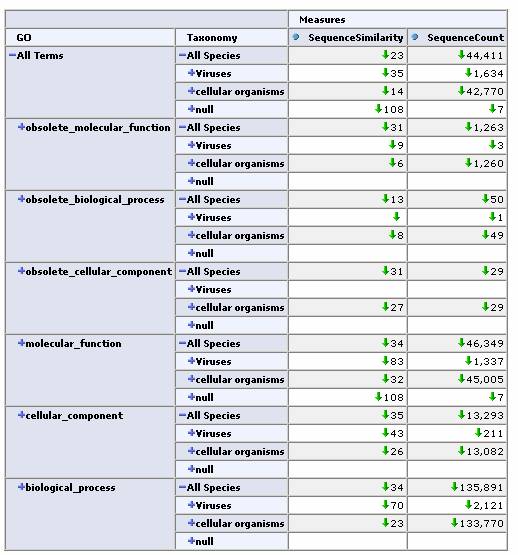 Measures
GO Taxonomy SequenceSimilarity SequenceCount
All Terms All Species 23 44,411
Viruses 35 1,634
cellular organisms 14 42,770
null 108 7
obsolete_molecular_function All Species 31 1,263
Viruses 9 3
cellular organisms 6 1,260
null
obsolete_biological_process All Species 13 50
Viruses 1
cellular organisms 8 49
null
obsolete_cellular_component All Species 31 29
Viruses
cellular organisms 27 29
null
molecular_function All Species 34 46,349
Viruses 83 1,337
cellular organisms 32 45,005
null 108 7
cellular_component All Species 35 13,293
Viruses 43 211
cellular organisms 26 13,082
null
biological_process All Species 34 135,891
Viruses 70 2,121
cellular organisms 23 133,770
null